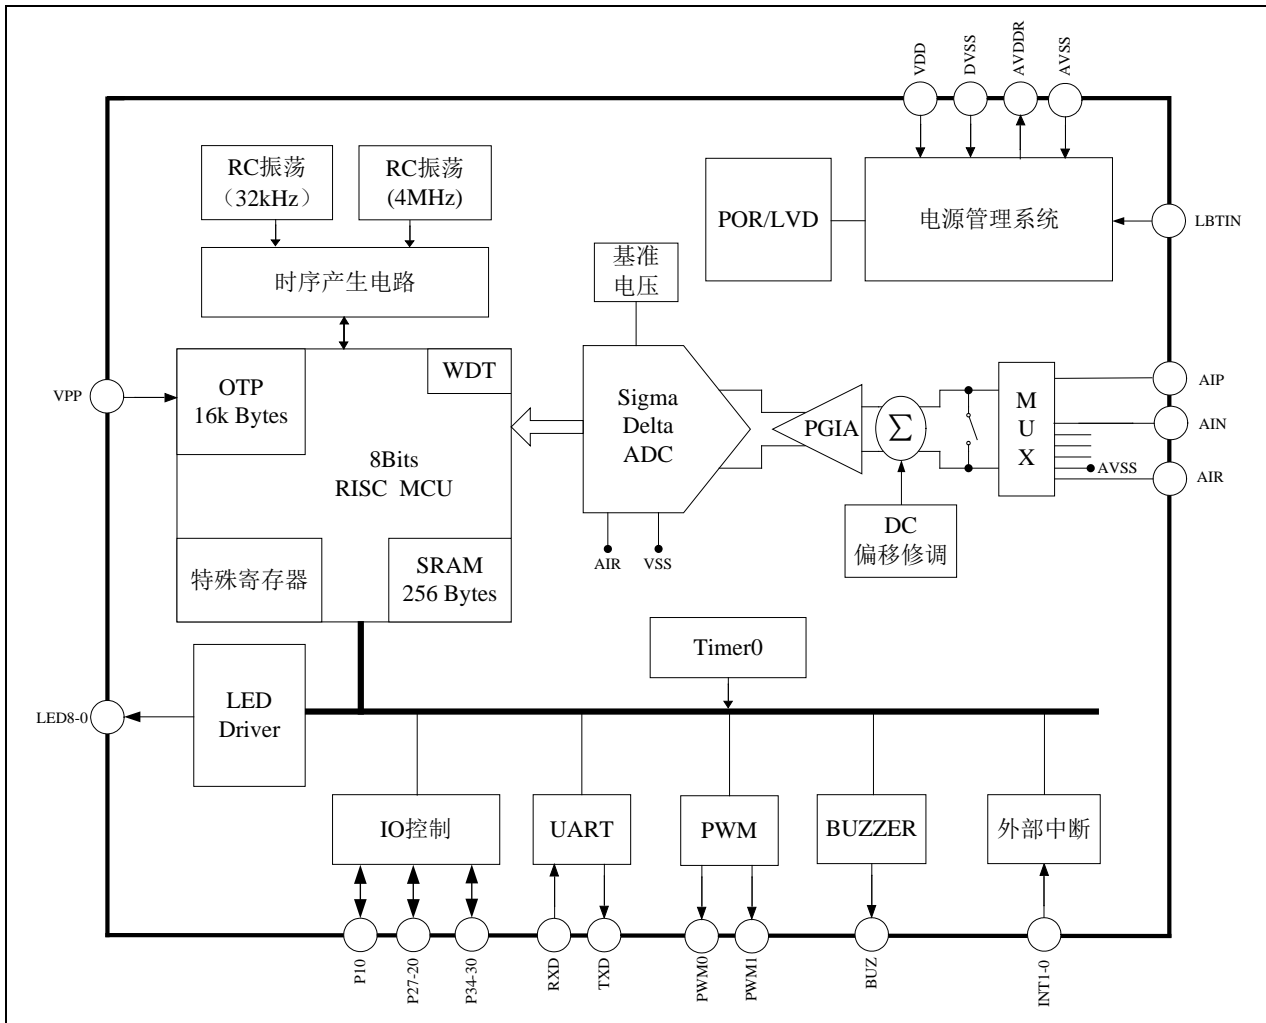 VDD
DVSS
AVDDR
AVSS
RC振荡
（32kHz）
RC振荡
(4MHz)
POR/LVD
电源管理系统
LBTIN
时序产生电路
基准
电压
VPP
OTP
16k Bytes
WDT
8Bits
RISC MCU
特殊寄存器
SRAM
256 Bytes
Sigma
Delta
ADC
AIR
VSS
PGIA
Σ
DC
偏移修调
M
U
X
AIP
AIN
AVSS
AIR
Timer0
LED8-0
LED
Driver
IO控制
UART
PWM
BUZZER
外部中断
P10
P27-20
P34-30
RXD
TXD
PWM0
PWM1
BUZ
INT1-0